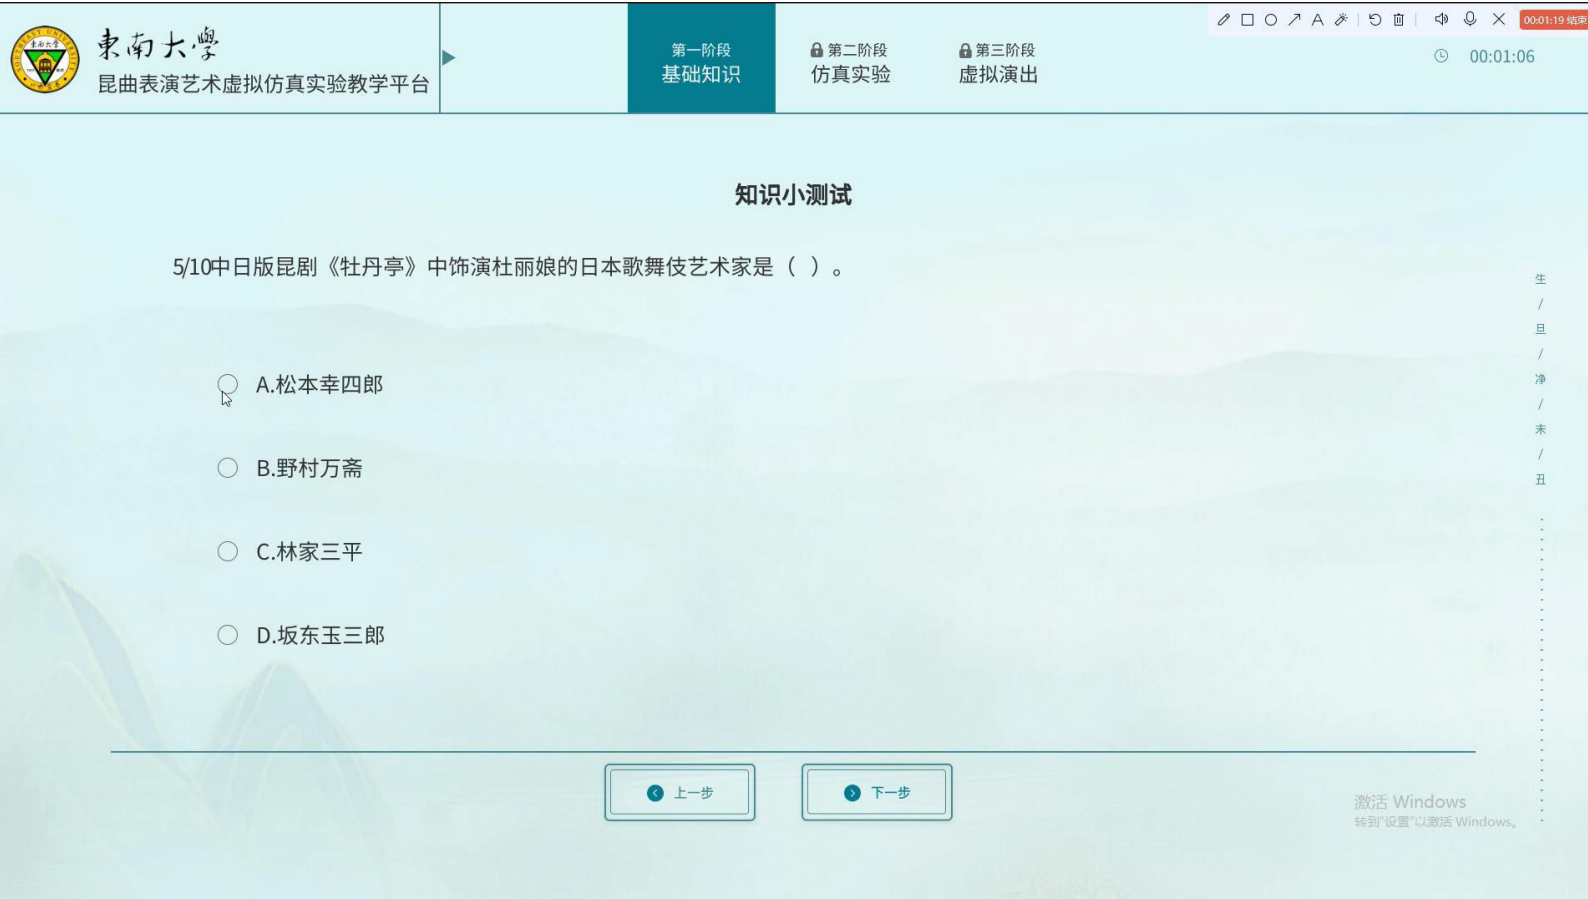 東南大學
昆曲表演艺术虚拟仿真实验教学平台
第一阶段
基础知识
第二阶段
仿真实验
第三阶段
虚拟演出
A
00:01:19 结束
00:01:06
知识小测试
5/10中日版昆剧《牡丹亭》中饰演杜丽娘的日本歌舞伎艺术家是（ ）。
A.松本幸四郎
B.野村万斋
C.林家三平
D.坂东玉三郎
生
/
旦
/
净
/
末
/
丑
上一步
下一步
激活 Windows
转到"设置"以激活 Windows。